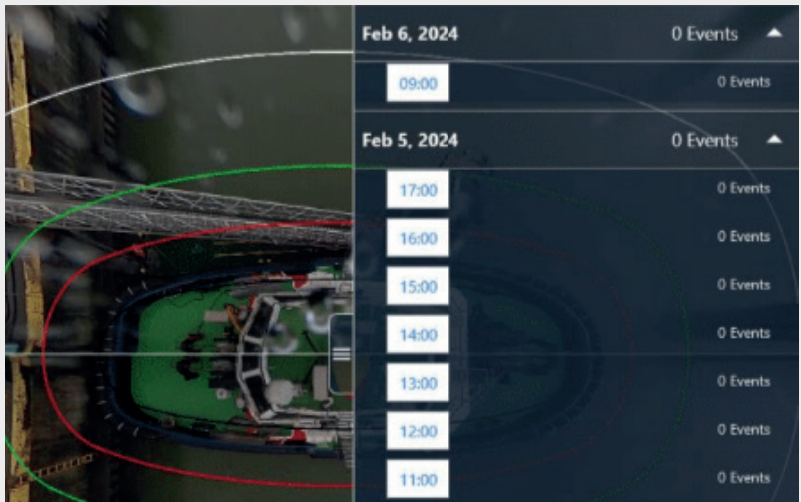 Feb 6, 2024 0 Events
09:00 0 Events
Feb 5, 2024 0 Events
17:00 0 Events
16:00 0 Events
15:00 0 Events
14:00 0 Events
13:00 0 Events
12:00 0 Events
11:00 0 Events